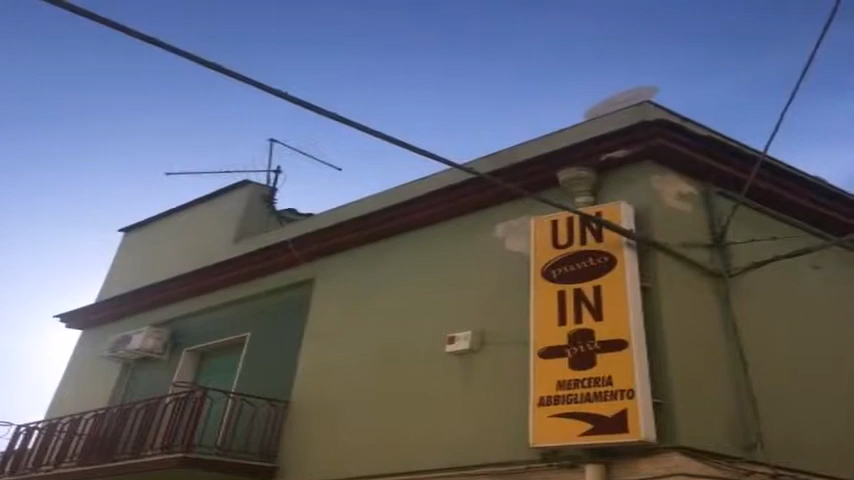 UN
punto
IN
più
MERCERIA
ABBIGLIAMENTO